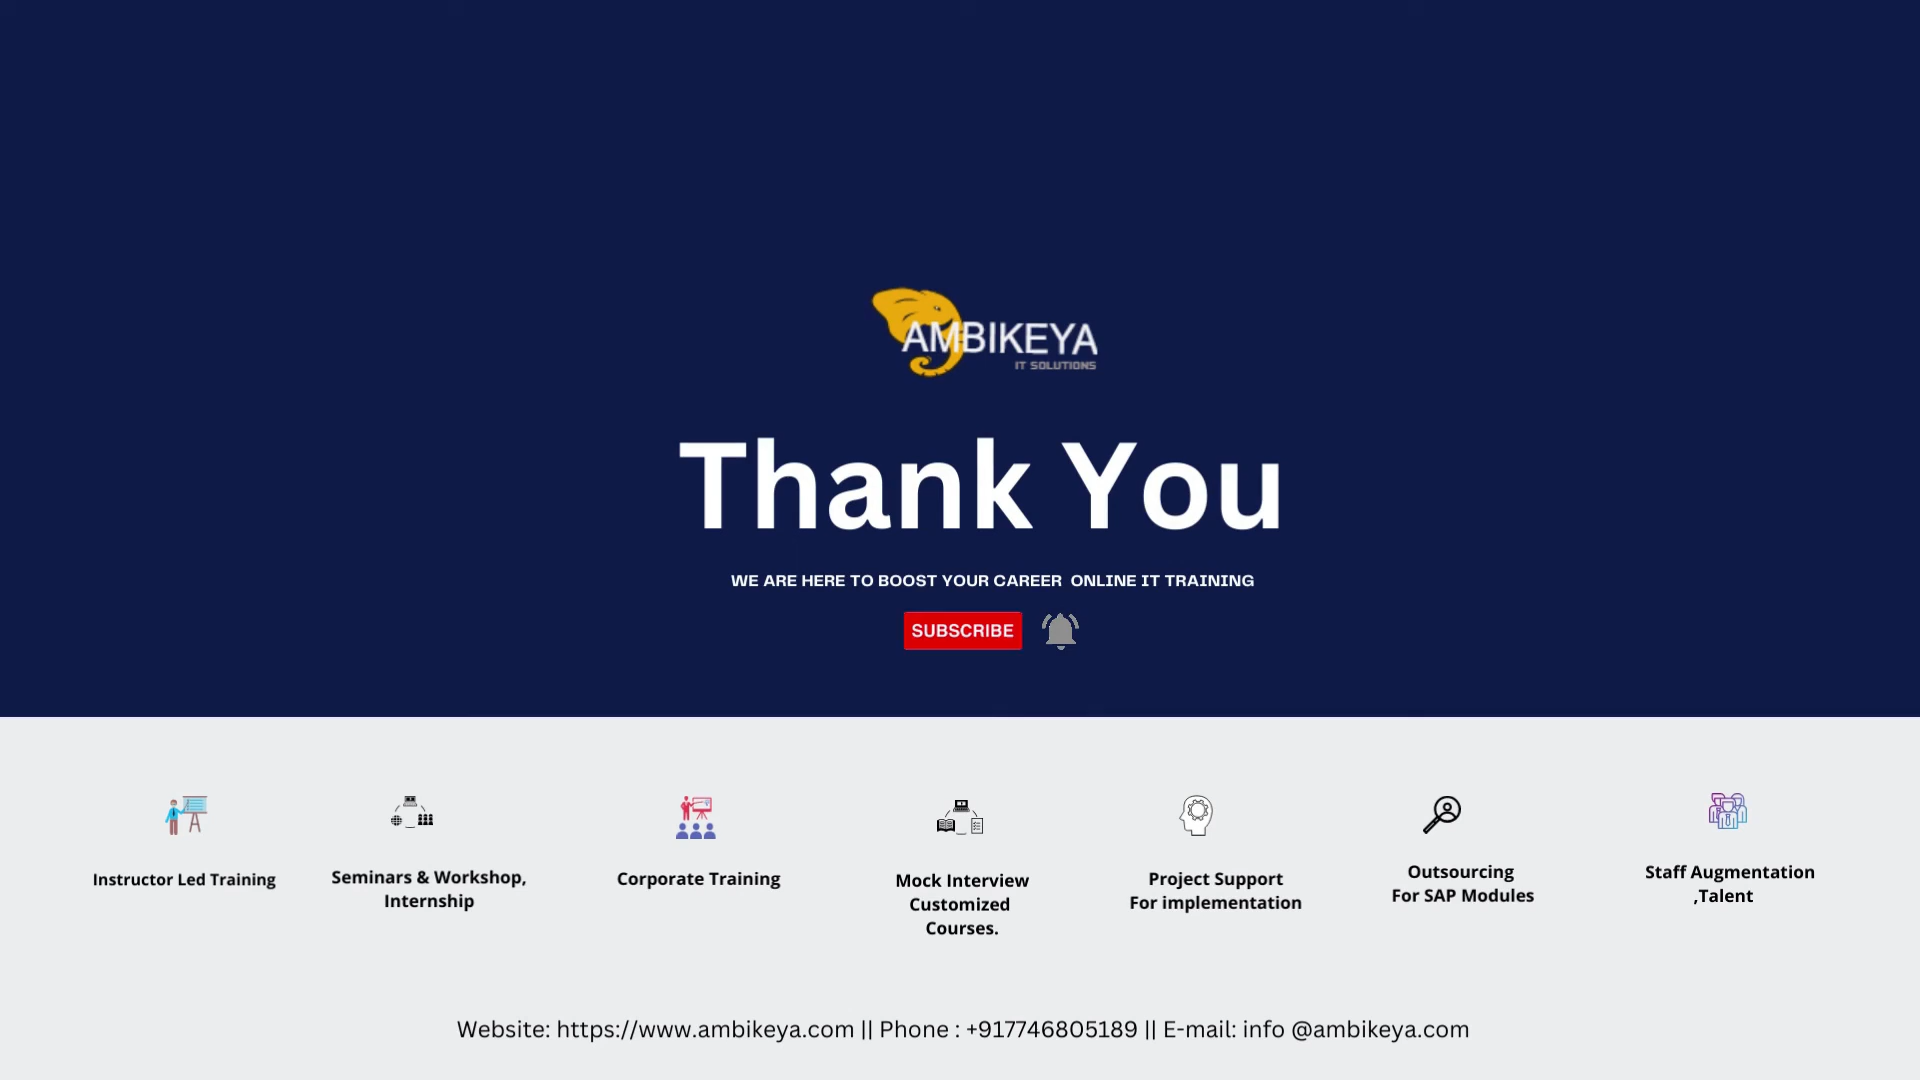 AMBIKEYA
IT SOLUTIONS
Thank You
WE ARE HERE TO BOOST YOUR CAREER  ONLINE IT TRAINING
SUBSCRIBE
Instructor Led Training
Seminars & Workshop,
Internship
Corporate Training
Mock Interview
Customized
Courses.
Project Support
For implementation
Outsourcing
For SAP Modules
Staff Augmentation
,Talent
Website: https://www.ambikeya.com || Phone : +917746805189 || E-mail: info @ambikeya.com